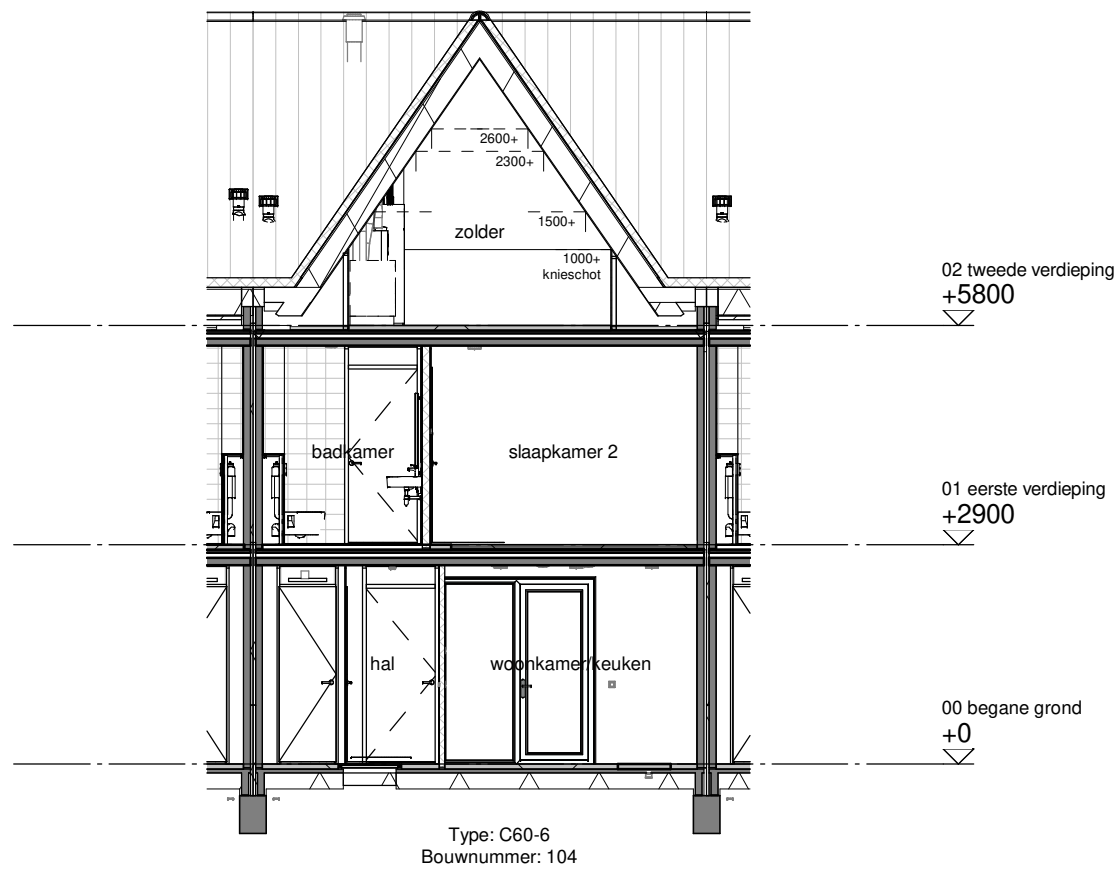 2600+
2300+
1500+
zolder
1000+
knieschot
02 tweede verdieping
+5800
badkamer
slaapkamer 2
01 eerste verdieping
+2900
hal
woonkamer/keuken
00 begane grond
+0
Type: C60-6
Bouwnummer: 104